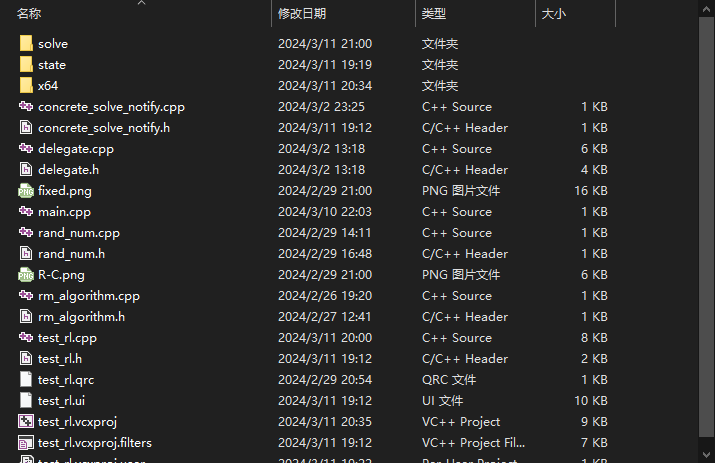 名称 修改日期 类型 大小
solve 2024/3/11 21:00 文件夹
state 2024/3/11 19:19 文件夹
x64 2024/3/11 20:34 文件夹
concrete_solve_notify.cpp 2024/3/2 23:25 C++ Source 1 KB
concrete_solve_notify.h 2024/3/11 19:12 C/C++ Header 1 KB
delegate.cpp 2024/3/2 13:18 C++ Source 6 KB
delegate.h 2024/3/2 13:18 C/C++ Header 4 KB
fixed.png 2024/2/29 21:00 PNG 图片文件 16 KB
main.cpp 2024/3/10 22:03 C++ Source 1 KB
rand_num.cpp 2024/2/29 14:11 C++ Source 1 KB
rand_num.h 2024/2/29 16:48 C/C++ Header 1 KB
R-C.png 2024/2/29 21:00 PNG 图片文件 6 KB
rm_algorithm.cpp 2024/2/26 19:20 C++ Source 1 KB
rm_algorithm.h 2024/2/27 12:41 C/C++ Header 1 KB
test_rl.cpp 2024/3/11 20:00 C++ Source 8 KB
test_rl.h 2024/3/11 19:12 C/C++ Header 2 KB
test_rl.qrc 2024/2/29 20:54 QRC 文件 1 KB
test_rl.ui 2024/3/11 19:12 UI 文件 10 KB
test_rl.vcxproj 2024/3/11 20:35 VC++ Project 9 KB
test_rl.vcxproj.filters 2024/3/11 19:12 VC++ Project Fil... 7 KB